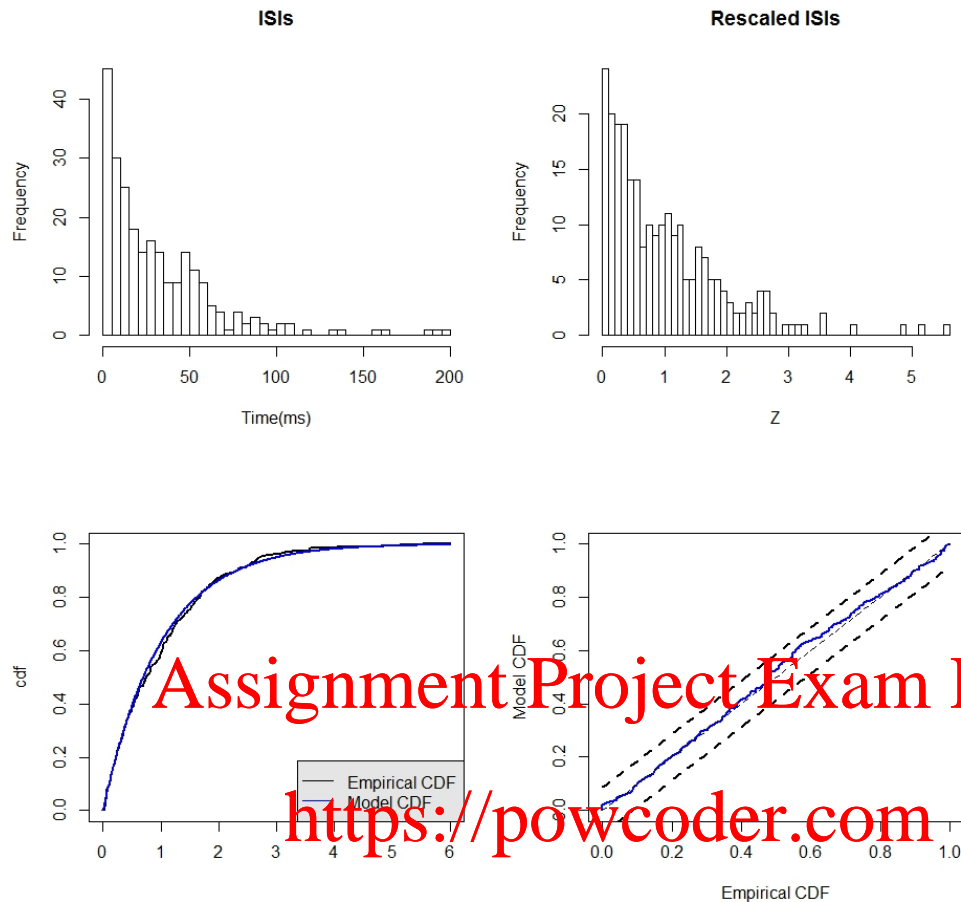 ISIs
Frequency
0 10 20 30 40
0 50 100 150 200
Time(ms)
Rescaled ISIs
Frequency
0 5 10 15 20
0 1 2 3 4 5
Z
cdf
0.0 0.2 0.4 0.6 0.8 1.0
Empirical CDF
Model CDF
0 1 2 3 4 5 6
Model CDF
0.0 0.2 0.4 0.6 0.8 1.0
0.0 0.2 0.4 0.6 0.8 1.0
Empirical CDF
Assignment Project Exam
https://powcoder.com